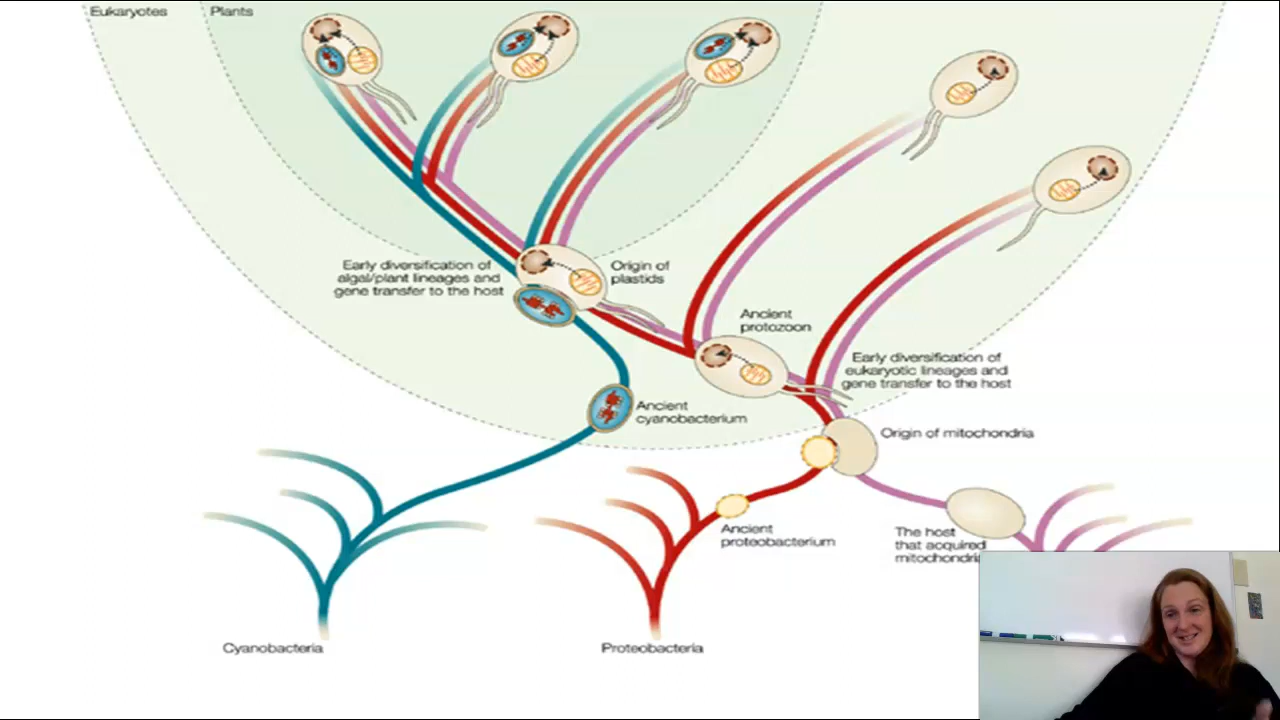 Eukaryotes
Plants
Early diversification of
algal/plant lineages and
gene transfer to the host
Origin of
plastids
Ancient
protozoon
Early diversification of
eukaryotic lineages and
gene transfer to the host
Ancient
cyanobacterium
Origin of mitochondria
Ancient
proteobacterium
The host
that acquired
mitochondria
Cyanobacteria
Proteobacteria